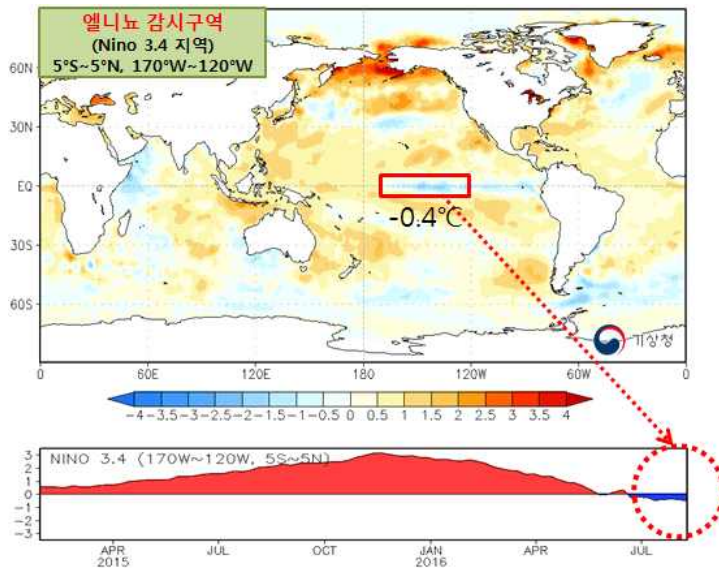 엘니뇨 감시구역
(Nino 3.4 지역)
5°S~5°N, 170°W~120°W
60N
30N
EQ
30S
60S
-0.4℃
기상청
0 60E 120E 180 120W 60W 0
-4 -3.5 -3 -2.5 -2 -1.5 -1 -0.5 0 0.5 1 1.5 2 2.5 3 3.5 4
NINO 3.4 (170W~120W, 5S~5N)
3
2
1
0
-1
-2
-3
APR JUL OCT JAN APR JUL
2015 2016